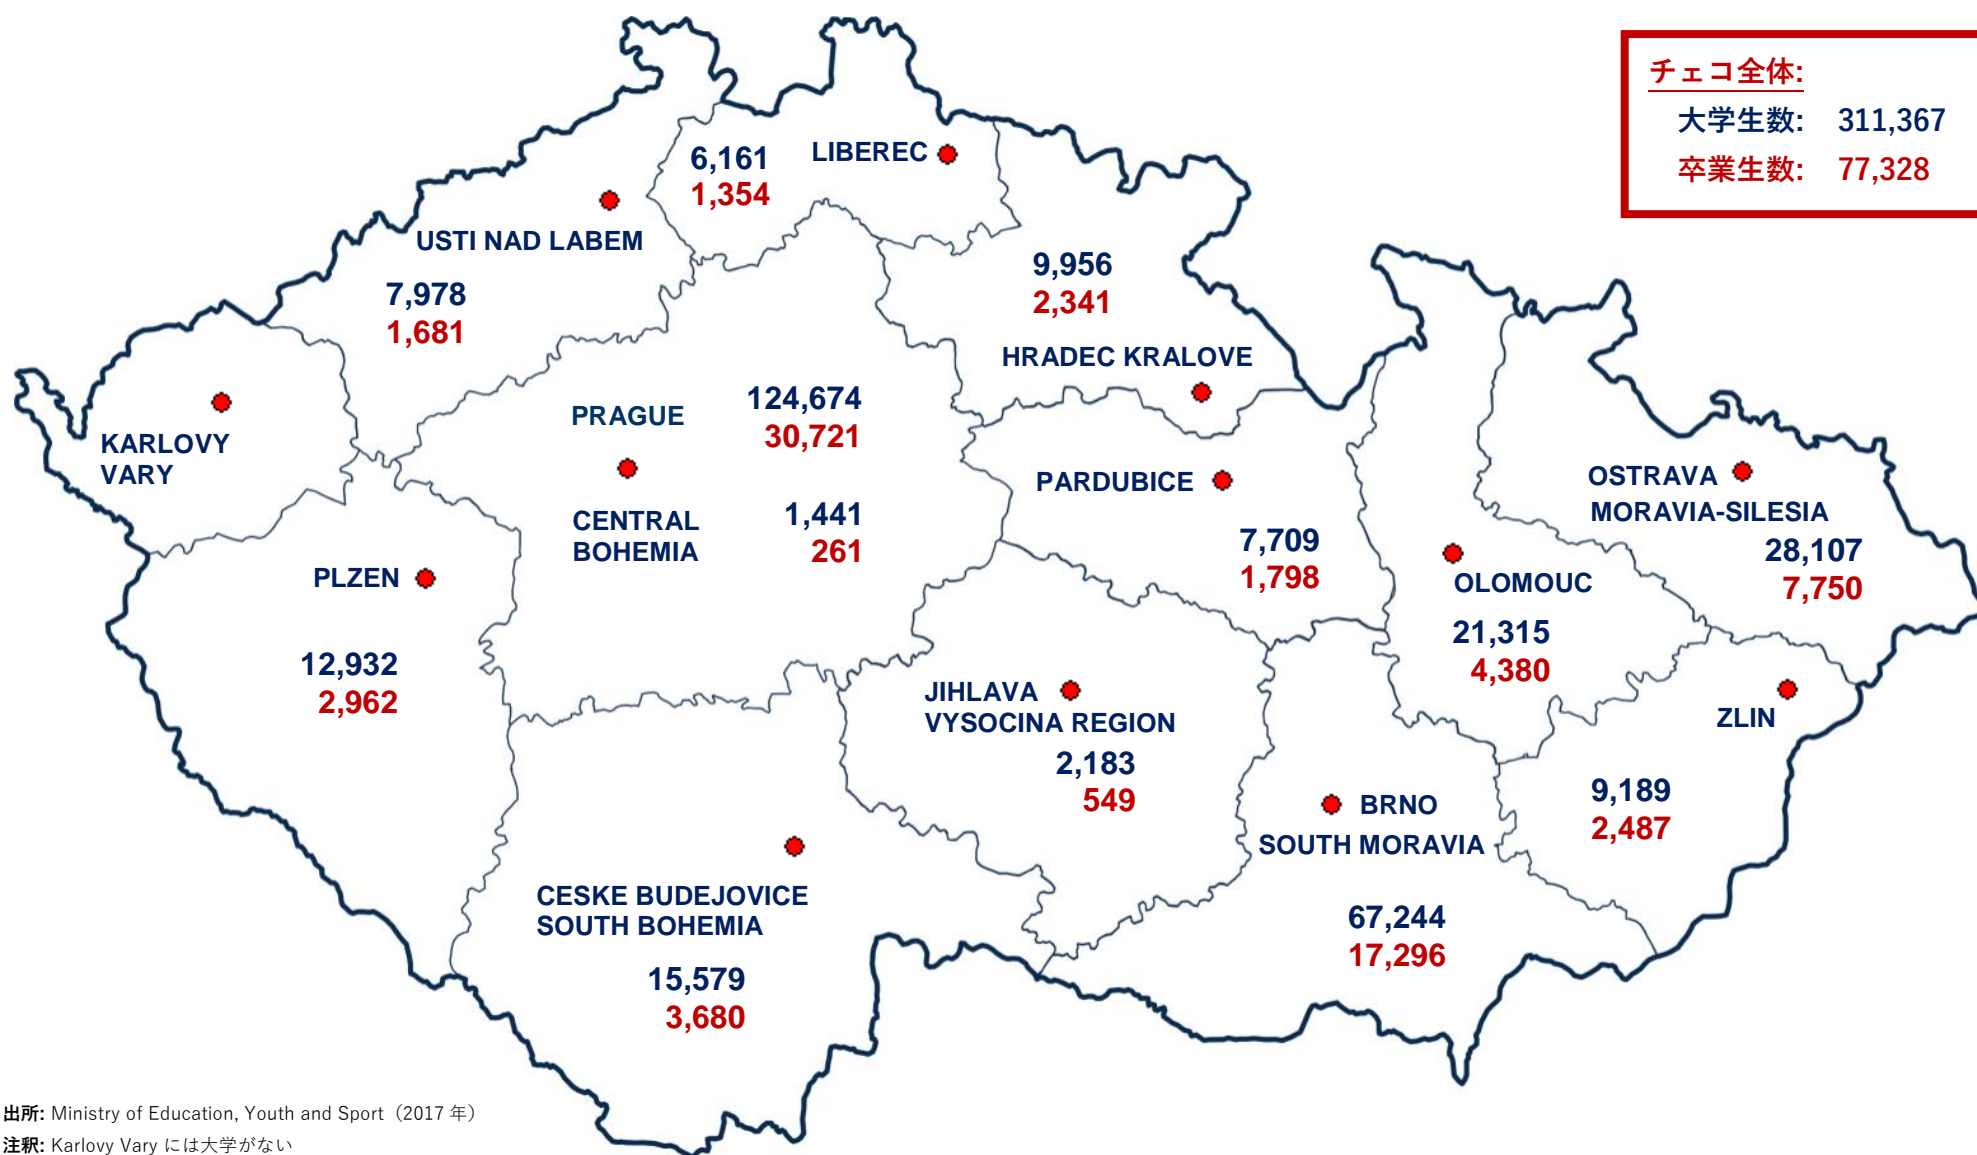 チェコ全体:
大学生数: 311,367
卒業生数: 77,328
6,161
1,354
LIBEREC
USTI NAD LABEM
7,978
1,681
9,956
2,341
HRADEC KRALOVE
KARLOVY
VARY
PRAGUE
124,674
30,721
CENTRAL
BOHEMIA
1,441
261
PARDUBICE
7,709
1,798
OSTRAVA
MORAVIA-SILESIA
28,107
7,750
OLOMOUC
21,315
4,380
PLZEN
12,932
2,962
JIHLAVA
VYSOCINA REGION
2,183
549
ZLIN
9,189
2,487
BRNO
SOUTH MORAVIA
67,244
17,296
CESKE BUDEJOVICE
SOUTH BOHEMIA
15,579
3,680
出所: Ministry of Education, Youth and Sport（2017 年）
注釈: Karlovy Vary には大学がない